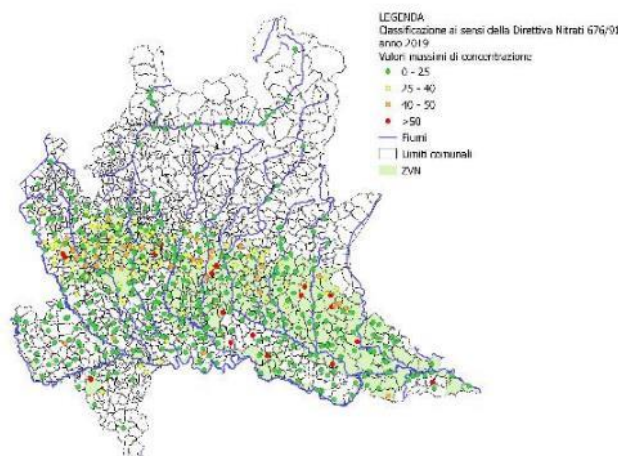 LEGENDA
Classificazione ai sensi della Direttiva Nitrati 676/91
anno 2019
Valori massimi di concentrazione
0 - 25
25 - 40
40 - 50
>50
Fiumi
Limiti comunali
ZVN